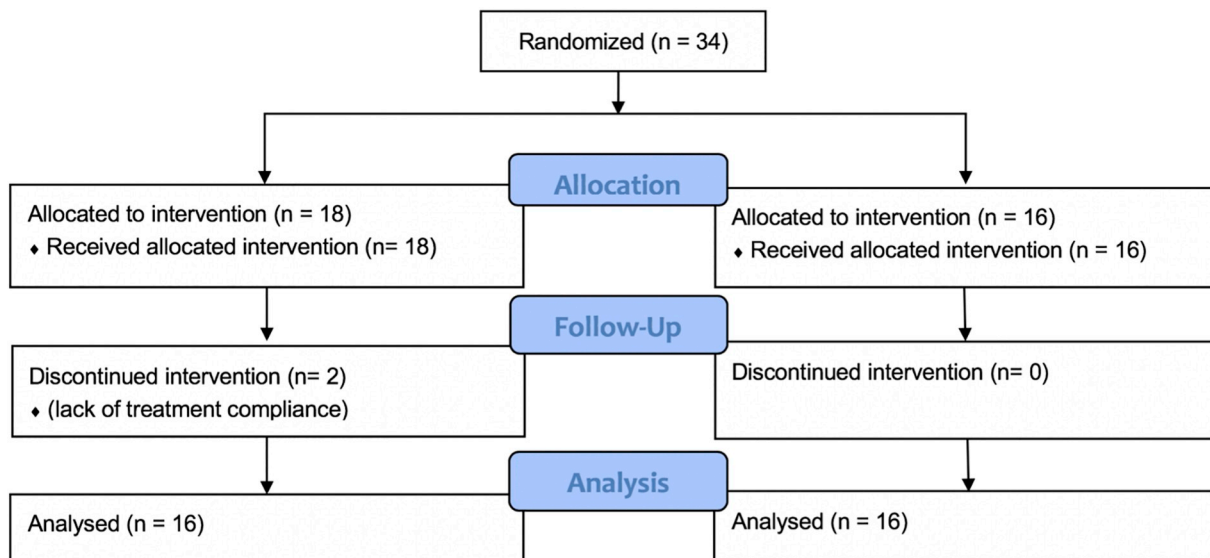 Randomized (n = 34)
Allocation
Allocated to intervention (n = 18)
⬧ Received allocated intervention (n= 18)
Allocated to intervention (n = 16)
⬧ Received allocated intervention (n = 16)
Follow-Up
Discontinued intervention (n= 2)
⬧ (lack of treatment compliance)
Discontinued intervention (n= 0)
Analysis
Analysed (n = 16)
Analysed (n = 16)